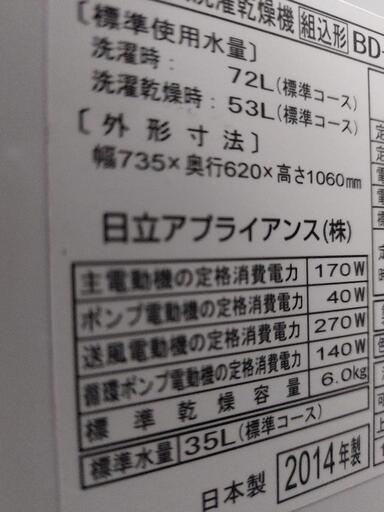 洗濯乾燥機 組込形 BD-
〔標準使用水量〕
洗濯時: 72L(標準コース)
洗濯乾燥時: 53L(標準コース)
〔外形寸法〕
幅735×奥行620×高さ1060mm
日立アプライアンス(株)
主電動機の定格消費電力 170W
ポンプ電動機の定格消費電力 40W
送風電動機の定格消費電力 270W
循環ポンプ電動機の定格消費電力 140W
標準乾燥容量 6.0kg
標準水量 35L(標準コース)
日本製 2014年製